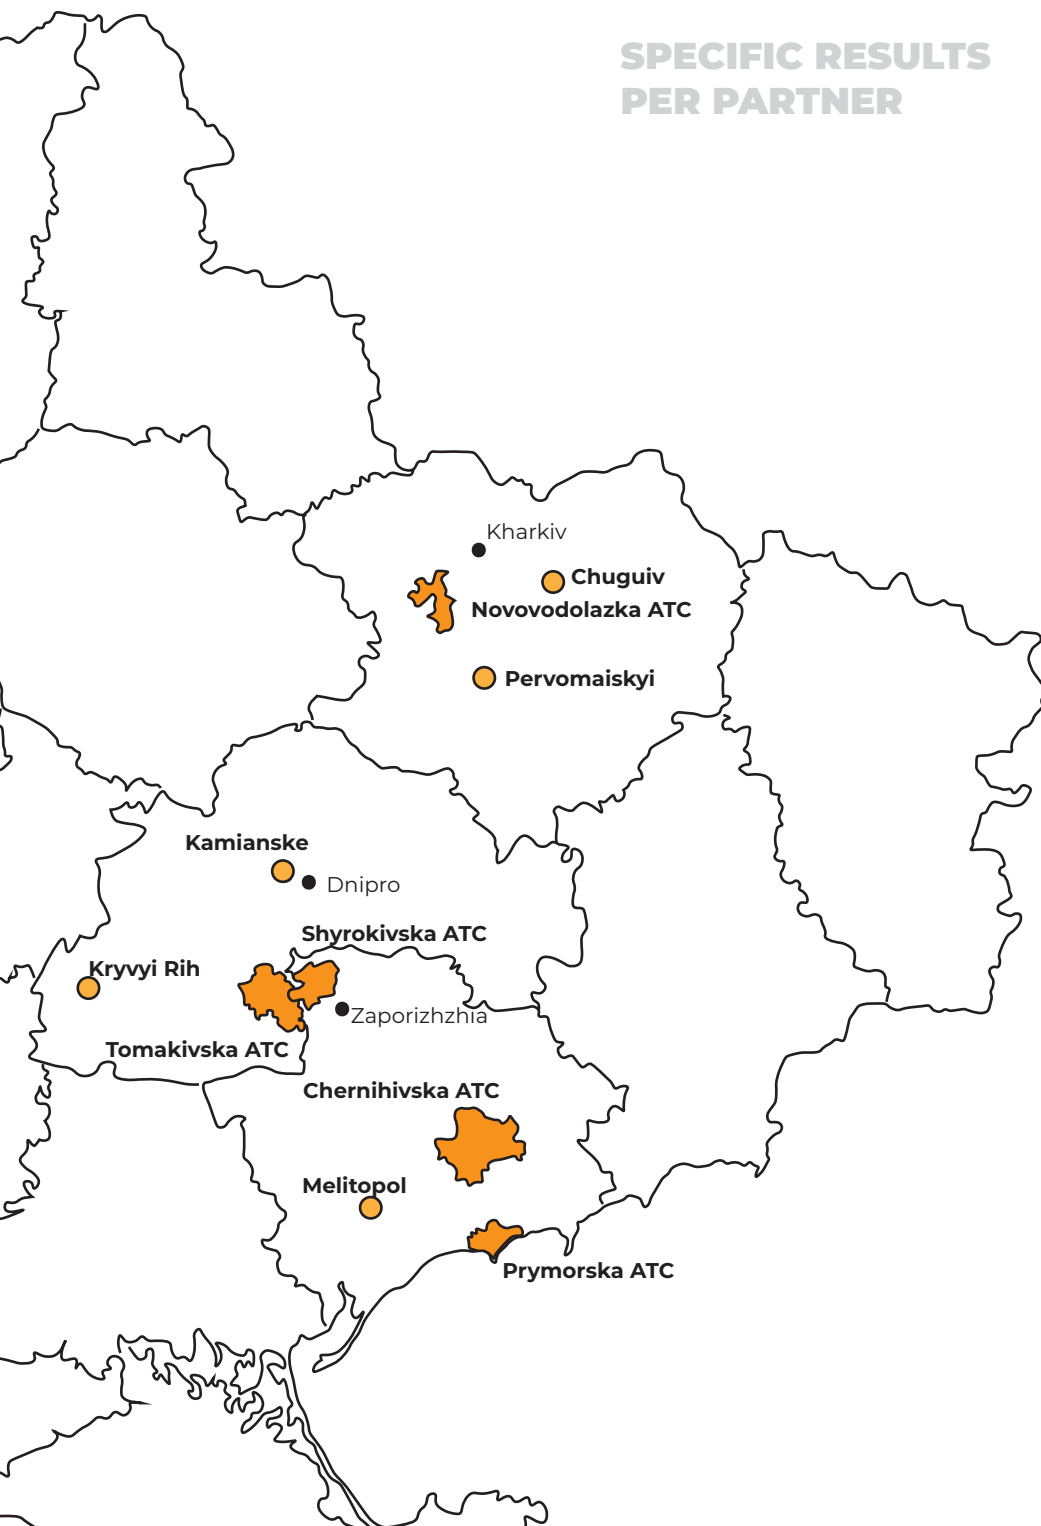 SPECIFIC RESULTS
PER PARTNER
Kharkiv
Chuguiv
Novovodolazka ATC
Pervomaiskyi
Kamianske
Dnipro
Shyrokivska ATC
Kryvyi Rih
Zaporizhzhia
Tomakivska ATC
Chernihivska ATC
Melitopol
Prymorska ATC